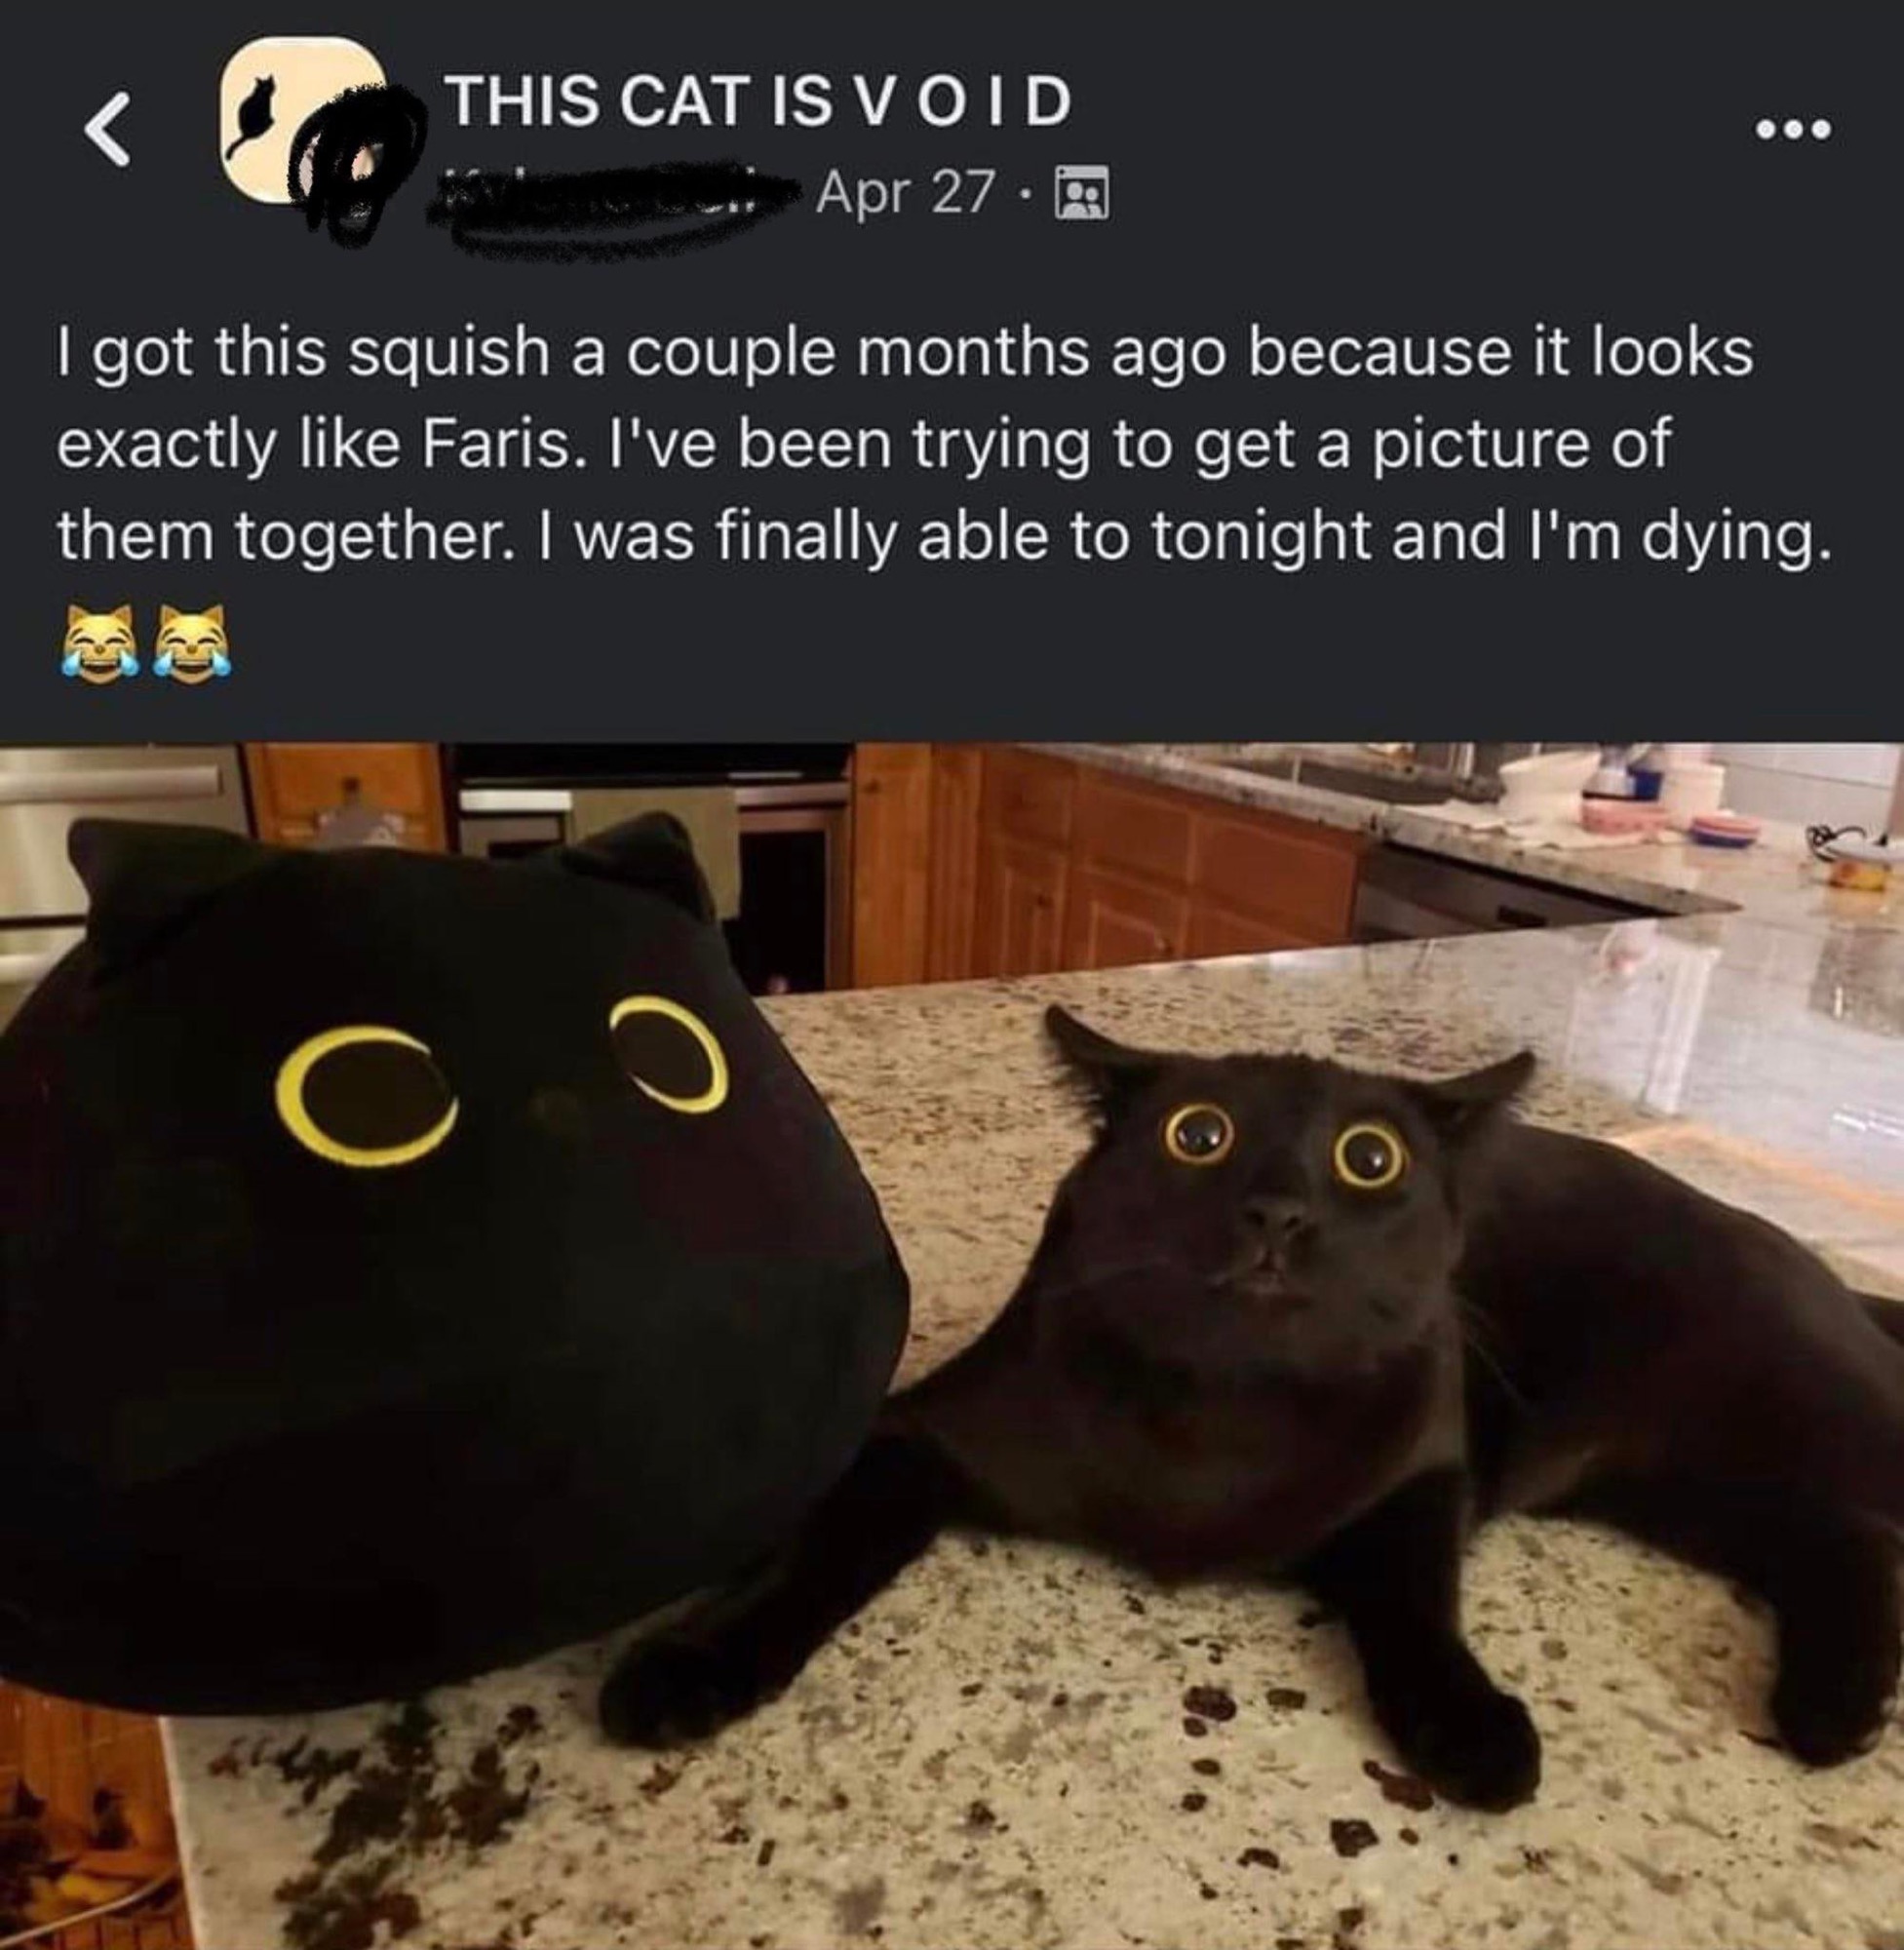 THIS CAT IS V O I D
Apr 27 ·
I got this squish a couple months ago because it looks
exactly like Faris. I've been trying to get a picture of
them together. I was finally able to tonight and I'm dying.
😹😹